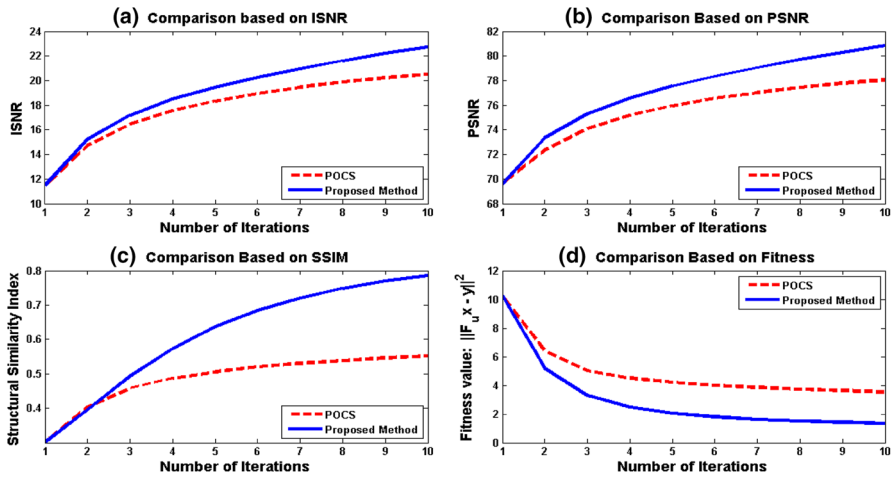 (a) Comparison based on ISNR
24
22
20
18
16
14
12
10
ISNR
POCS
Proposed Method
1 2 3 4 5 6 7 8 9 10
Number of Iterations
(b) Comparison Based on PSNR
82
80
78
76
74
72
70
68
PSNR
POCS
Proposed Method
1 2 3 4 5 6 7 8 9 10
Number of Iterations
(c) Comparison Based on SSIM
0.8
0.7
0.6
0.5
0.4
Structural Similarity Index
POCS
Proposed Method
1 2 3 4 5 6 7 8 9 10
Number of Iterations
(d) Comparison Based on Fitness
12
10
8
6
4
2
0
Fitness value: ||F_u x - y||^2
POCS
Proposed Method
1 2 3 4 5 6 7 8 9 10
Number of Iterations